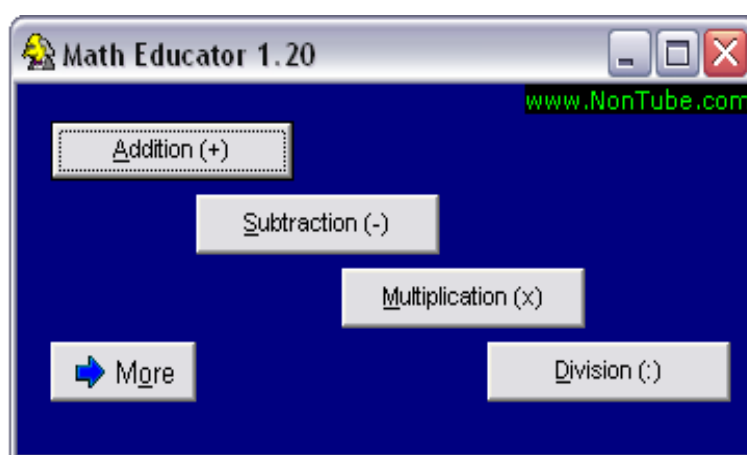 Math Educator 1.20
www.NonTube.com
Addition (+)
Subtraction (-)
Multiplication (x)
More
Division (:)